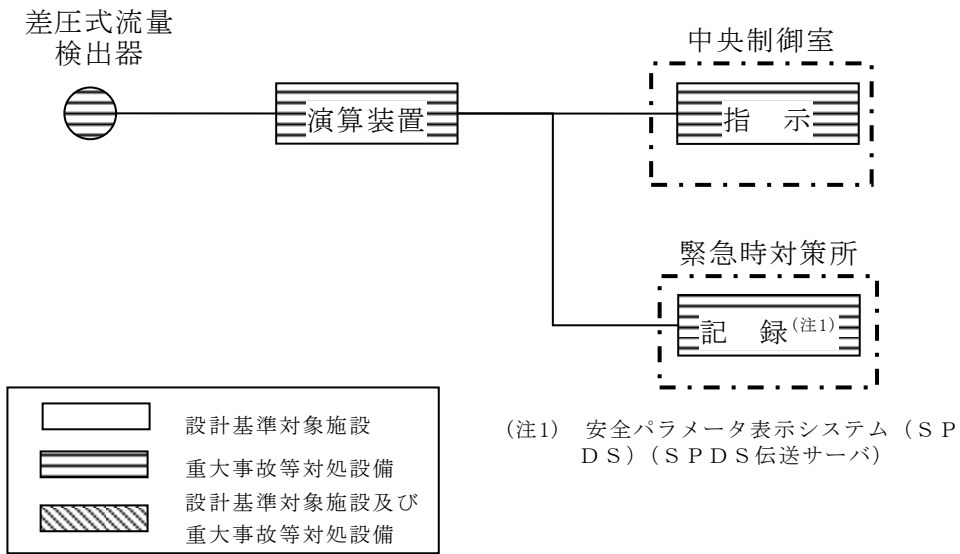 差圧式流量
検出器
演算装置
中央制御室
指　示
緊急時対策所
記　録(注1)
設計基準対象施設
重大事故等対処設備
設計基準対象施設及び
重大事故等対処設備
(注1)　安全パラメータ表示システム（ＳＰ
ＤＳ）（ＳＰＤＳ伝送サーバ）